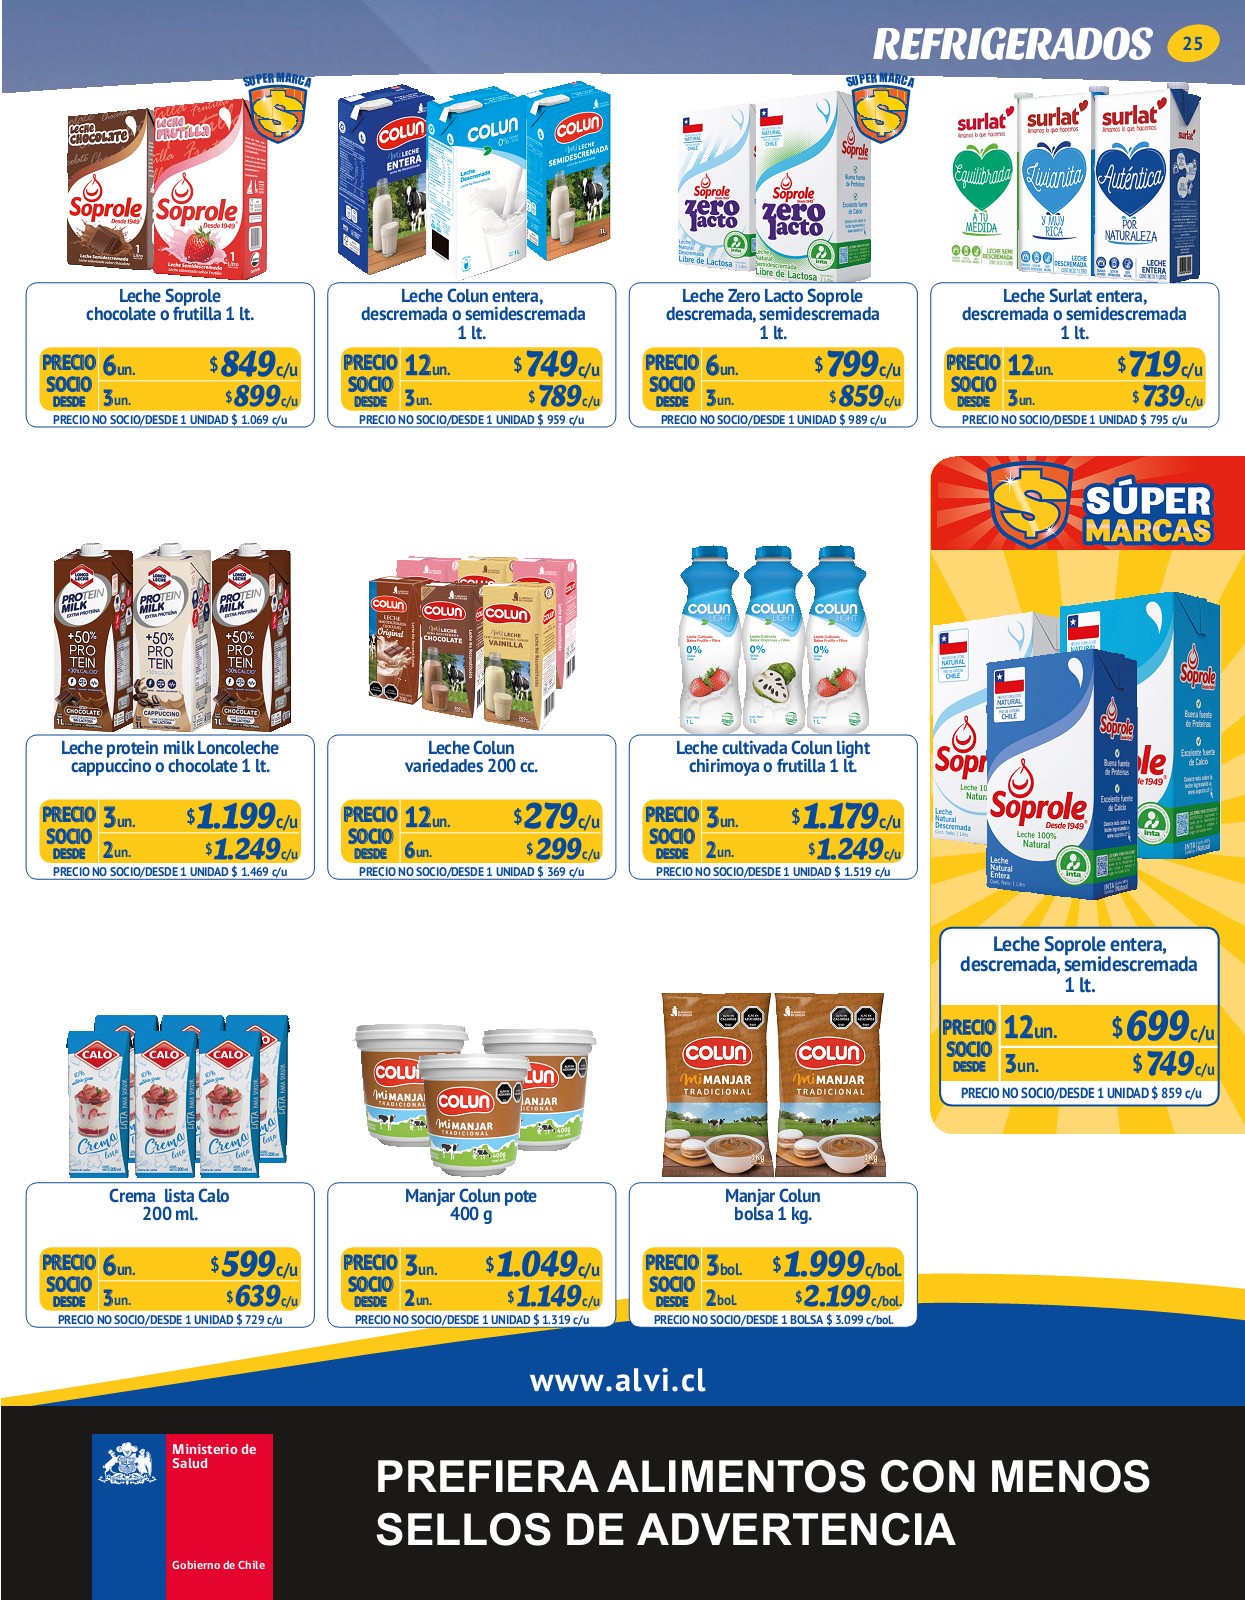 REFRIGERADOS
25
SUPER MARCA
SUPER MARCA
Leche Soprole
chocolate o frutilla 1 lt.
PRECIO SOCIO DESDE
6un. $849c/u
3un. $899c/u
PRECIO NO SOCIO/DESDE 1 UNIDAD $ 1.069 c/u
Leche Colun entera,
descremada o semidescremada
1 lt.
PRECIO SOCIO DESDE
12un. $749c/u
3un. $789c/u
PRECIO NO SOCIO/DESDE 1 UNIDAD $ 959 c/u
Leche Zero Lacto Soprole
descremada, semidescremada
1 lt.
PRECIO SOCIO DESDE
6un. $799c/u
3un. $859c/u
PRECIO NO SOCIO/DESDE 1 UNIDAD $ 989 c/u
Leche Surlat entera,
descremada o semidescremada
1 lt.
PRECIO SOCIO DESDE
12un. $719c/u
3un. $739c/u
PRECIO NO SOCIO/DESDE 1 UNIDAD $ 795 c/u
Leche protein milk Loncoleche
cappuccino o chocolate 1 lt.
PRECIO SOCIO DESDE
3un. $1.199c/u
2un. $1.249c/u
PRECIO NO SOCIO/DESDE 1 UNIDAD $ 1.469 c/u
Leche Colun
variedades 200 cc.
PRECIO SOCIO DESDE
12un. $279c/u
6un. $299c/u
PRECIO NO SOCIO/DESDE 1 UNIDAD $ 369 c/u
Leche cultivada Colun light
chirimoya o frutilla 1 lt.
PRECIO SOCIO DESDE
3un. $1.179c/u
2un. $1.249c/u
PRECIO NO SOCIO/DESDE 1 UNIDAD $ 1.519 c/u
SÚPER
MARCAS
Leche Soprole entera,
descremada, semidescremada
1 lt.
PRECIO SOCIO DESDE
12un. $699c/u
3un. $749c/u
PRECIO NO SOCIO/DESDE 1 UNIDAD $ 859 c/u
Crema lista Calo
200 ml.
PRECIO SOCIO DESDE
6un. $599c/u
3un. $639c/u
PRECIO NO SOCIO/DESDE 1 UNIDAD $ 729 c/u
Manjar Colun pote
400 g
PRECIO SOCIO DESDE
3un. $1.049c/u
2un. $1.149c/u
PRECIO NO SOCIO/DESDE 1 UNIDAD $ 1.319 c/u
Manjar Colun
bolsa 1 kg.
PRECIO SOCIO DESDE
3bol. $1.999c/bol.
2bol. $2.199c/bol.
PRECIO NO SOCIO/DESDE 1 BOLSA $ 3.099 c/bol.
www.alvi.cl
Ministerio de
Salud
Gobierno de Chile
PREFIERA ALIMENTOS CON MENOS
SELLOS DE ADVERTENCIA